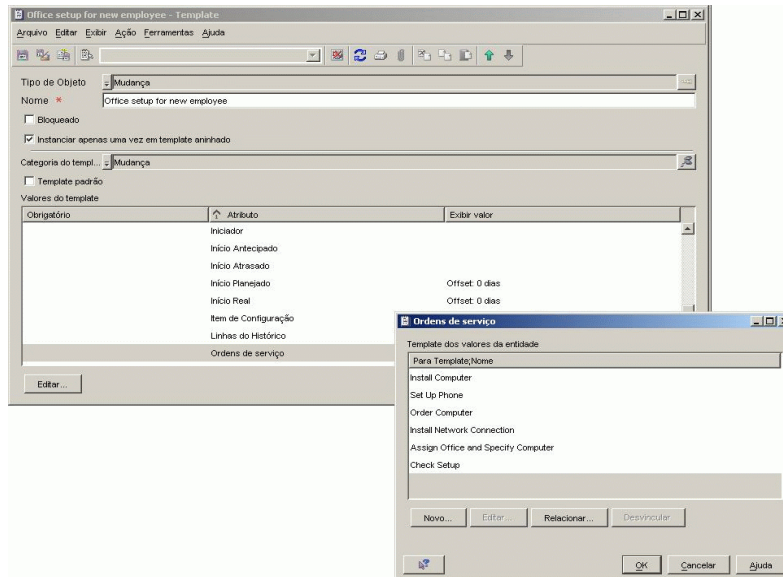 Office setup for new employee - Template
Arquivo Editar Exibir Ação Ferramentas Ajuda
Tipo de Objeto Mudança
Nome * Office setup for new employee
Bloqueado
Instanciar apenas uma vez em template aninhado
Categoria do templ... Mudança
Template padrão
Valores do template
Obrigatório Atributo Exibir valor
Iniciador
Início Antecipado
Início Atrasado
Início Planejado Offset: 0 dias
Início Real Offset: 0 dias
Item de Configuração
Linhas do Histórico
Ordens de serviço
Editar...
Ordens de serviço
Template dos valores da entidade
Para Template;Nome
Install Computer
Set Up Phone
Order Computer
Install Network Connection
Assign Office and Specify Computer
Check Setup
Novo... Editar... Relacionar... Desvincular
OK Cancelar Ajuda